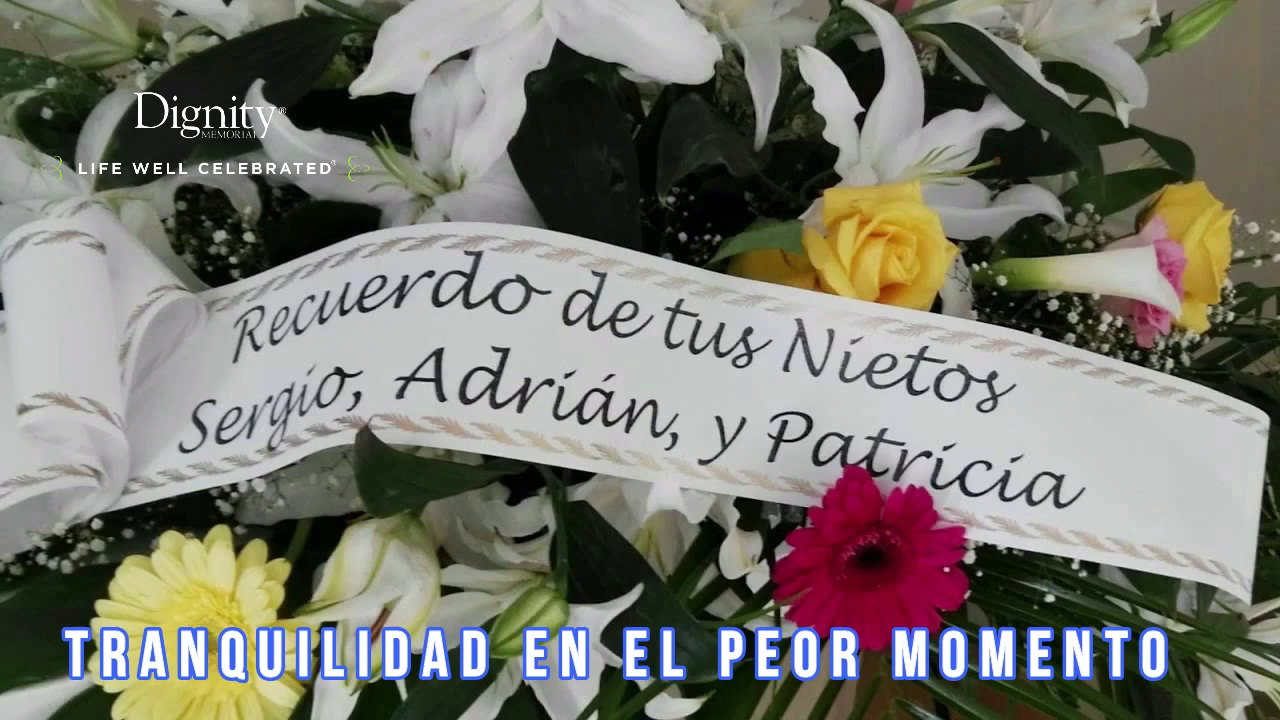 Dignity®
MEMORIAL
LIFE WELL CELEBRATED®
Recuerdo de tus Nietos
Sergio, Adrián, y Patricia
TRANQUILIDAD EN EL PEOR MOMENTO